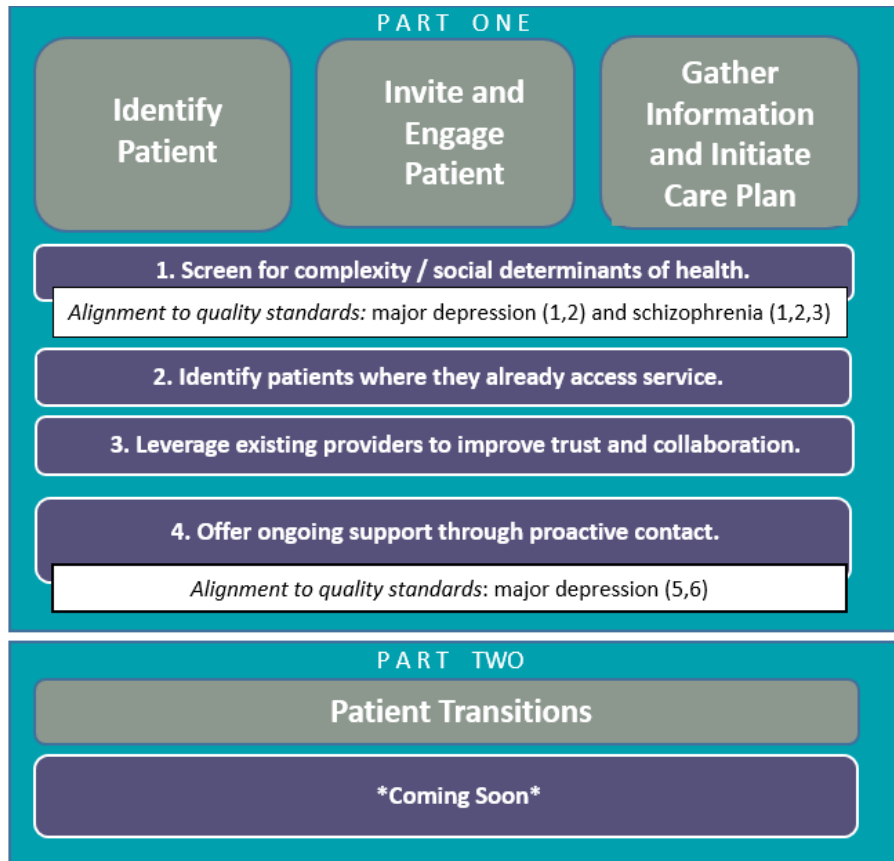 PART ONE
Identify
Patient
Invite and
Engage
Patient
Gather
Information
and Initiate
Care Plan
1. Screen for complexity / social determinants of health.
Alignment to quality standards: major depression (1,2) and schizophrenia (1,2,3)
2. Identify patients where they already access service.
3. Leverage existing providers to improve trust and collaboration.
4. Offer ongoing support through proactive contact.
Alignment to quality standards: major depression (5,6)
PART TWO
Patient Transitions
*Coming Soon*